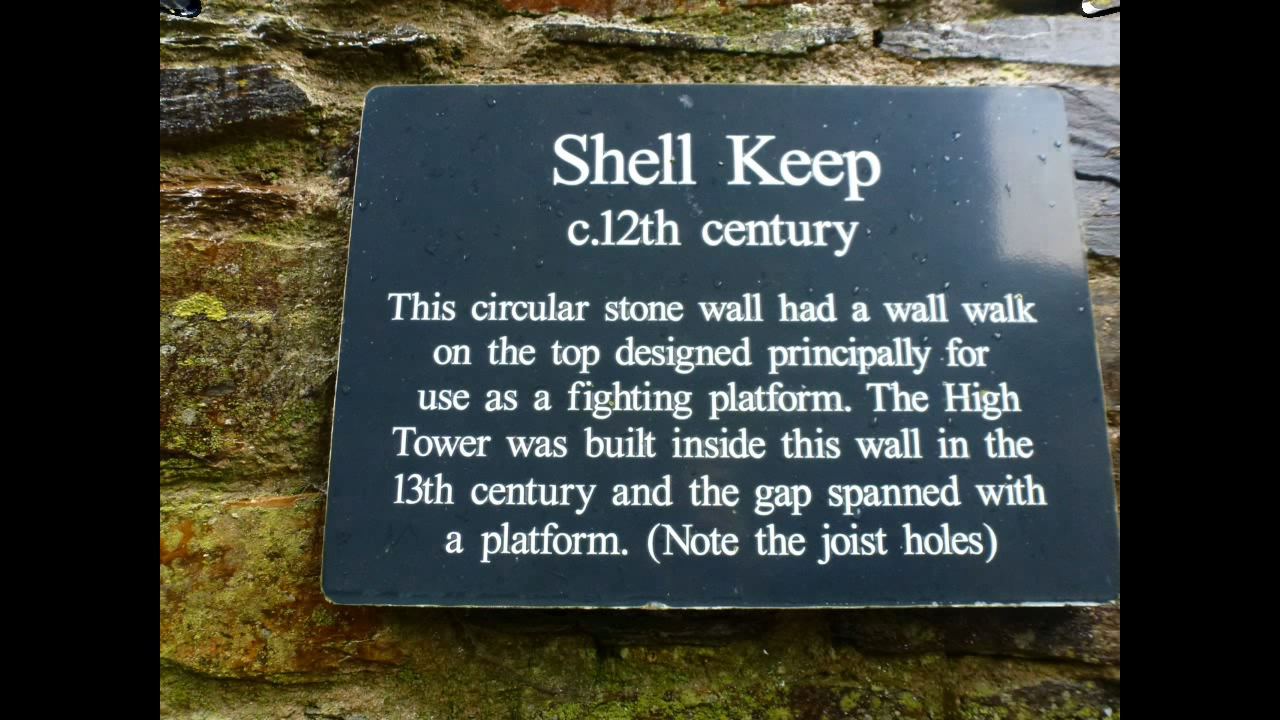 Shell Keep
c.12th century
This circular stone wall had a wall walk
on the top designed principally for
use as a fighting platform. The High
Tower was built inside this wall in the
13th century and the gap spanned with
a platform. (Note the joist holes)